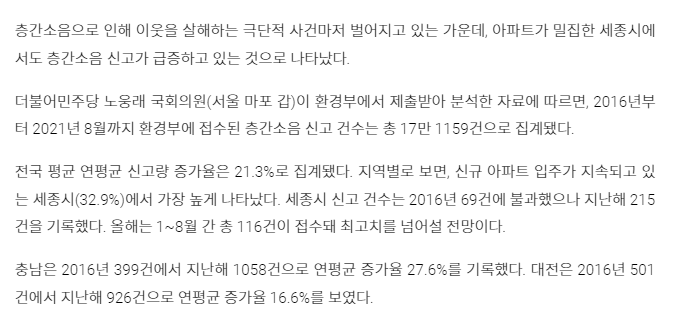 층간소음으로 인해 이웃을 살해하는 극단적 사건마저 벌어지고 있는 가운데, 아파트가 밀집한 세종시에
서도 층간소음 신고가 급증하고 있는 것으로 나타났다.
더불어민주당 노웅래 국회의원(서울 마포 갑)이 환경부에서 제출받아 분석한 자료에 따르면, 2016년부
터 2021년 8월까지 환경부에 접수된 층간소음 신고 건수는 총 17만 1159건으로 집계됐다.
전국 평균 연평균 신고량 증가율은 21.3%로 집계됐다. 지역별로 보면, 신규 아파트 입주가 지속되고 있
는 세종시(32.9%)에서 가장 높게 나타났다. 세종시 신고 건수는 2016년 69건에 불과했으나 지난해 215
건을 기록했다. 올해는 1~8월 간 총 116건이 접수돼 최고치를 넘어설 전망이다.
충남은 2016년 399건에서 지난해 1058건으로 연평균 증가율 27.6%를 기록했다. 대전은 2016년 501
건에서 지난해 926건으로 연평균 증가율 16.6%를 보였다.